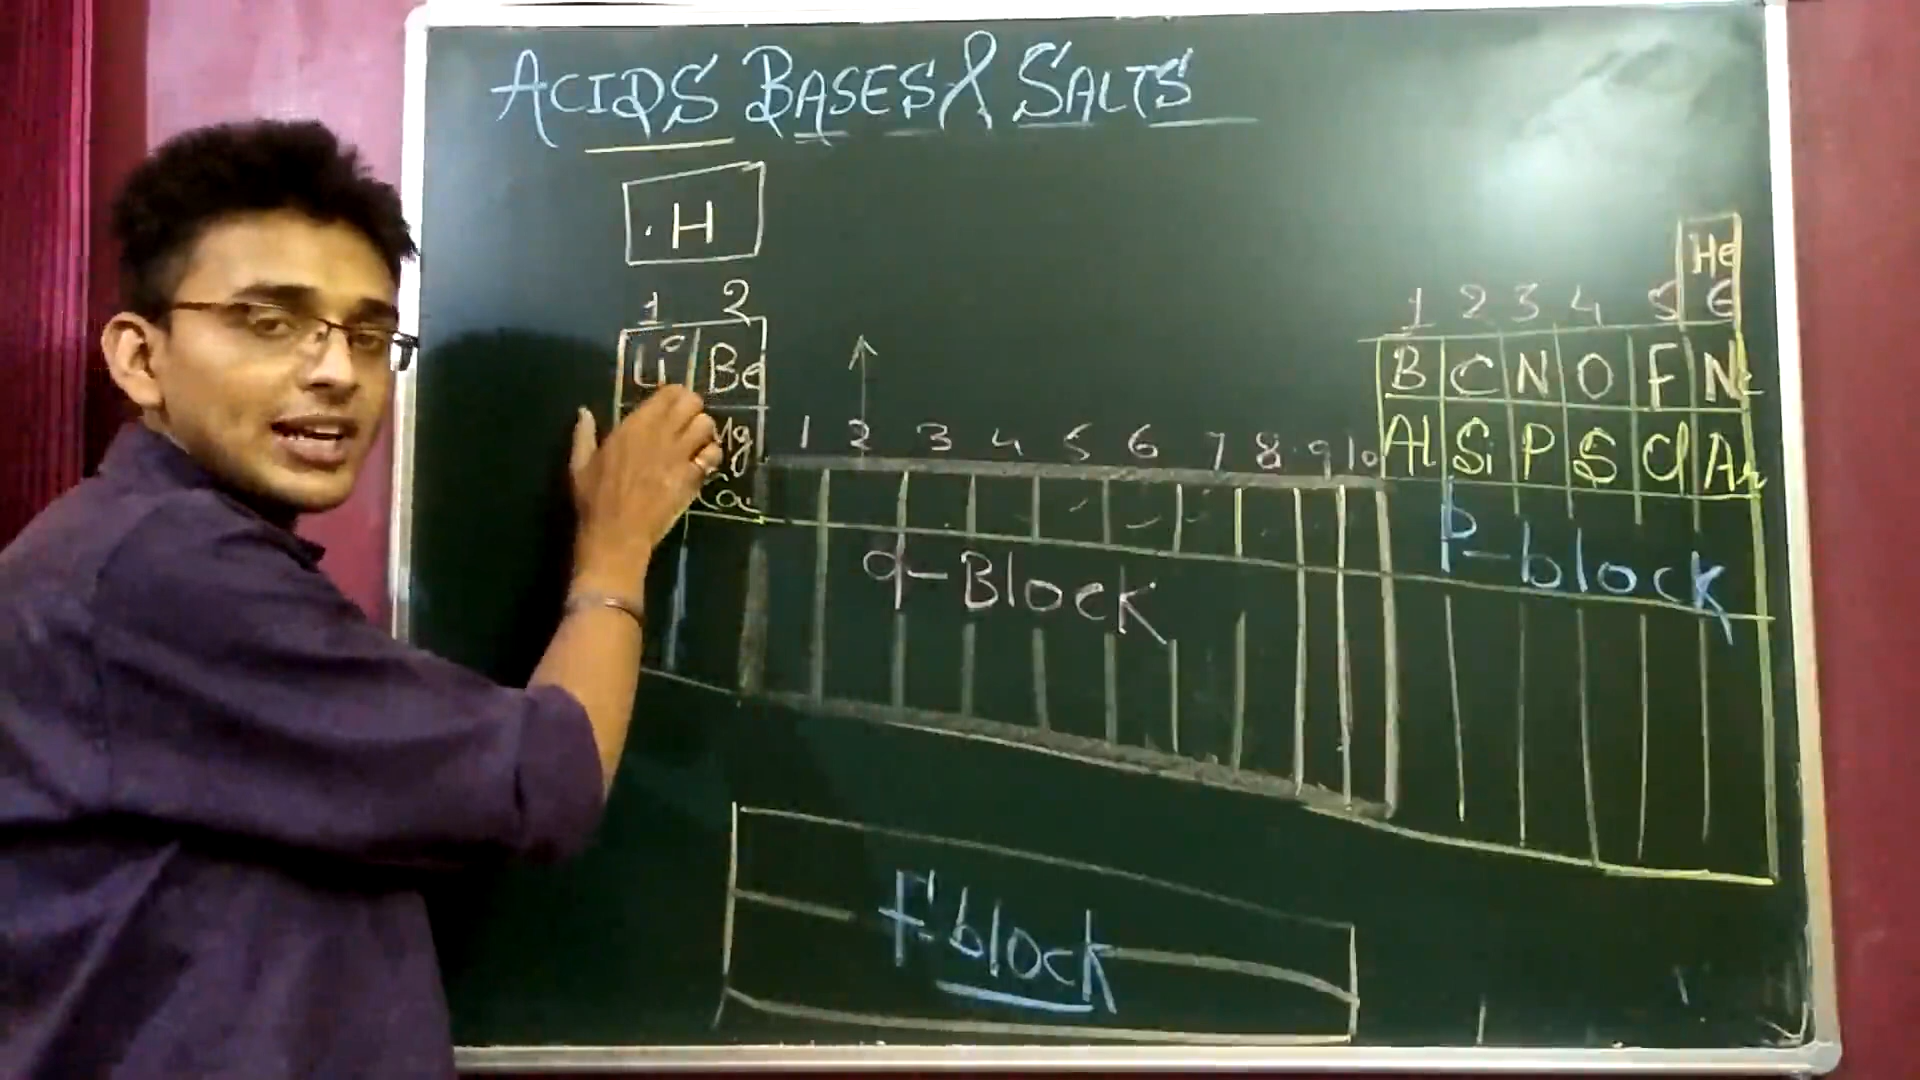 ACIDS BASES & SALTS
H
He
1 2
1 2 3 4 5 6
Li Be
B C N O F Ne
Mg
1 2 3 4 5 6 7 8 9 10
Al Si P S Cl Ar
Ca
d-Block
P-block
F-block